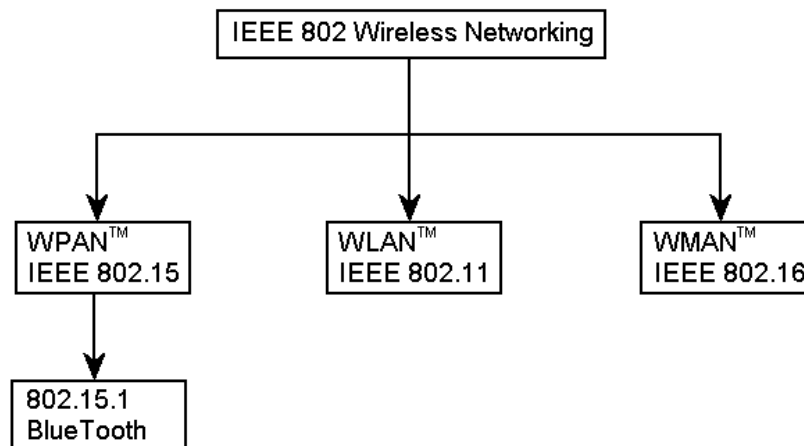 IEEE 802 Wireless Networking
WPAN™
IEEE 802.15
WLAN™
IEEE 802.11
WMAN™
IEEE 802.16
802.15.1
BlueTooth